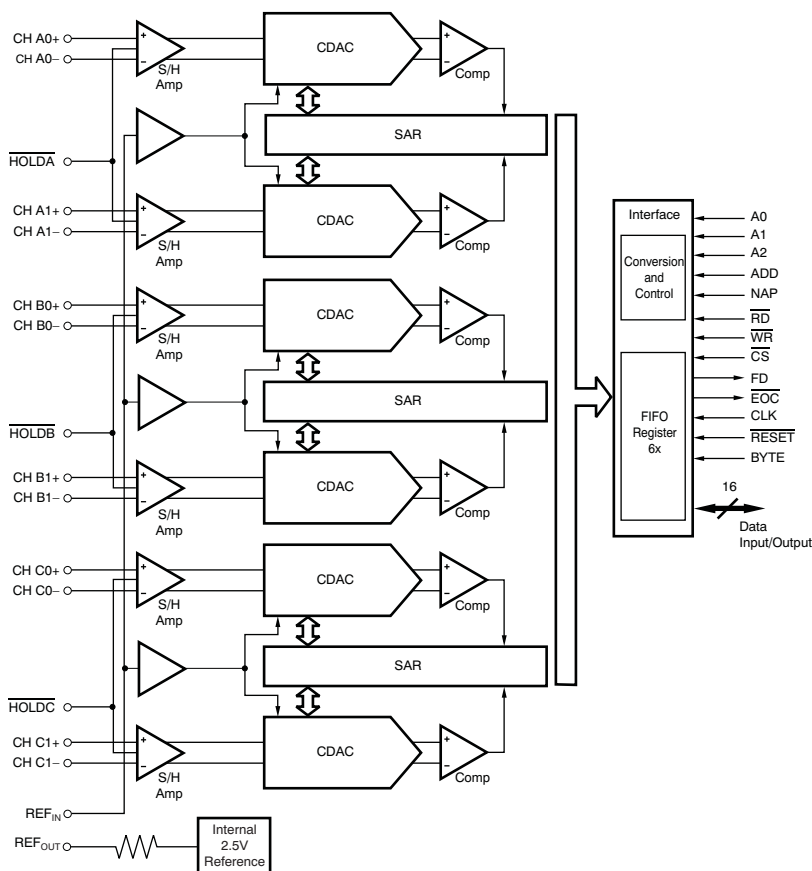 CH A0+
CH A0−
S/H
Amp
CDAC
Comp
HOLDA
SAR
CH A1+
CH A1−
S/H
Amp
CDAC
Comp
CH B0+
CH B0−
S/H
Amp
CDAC
Comp
HOLDB
SAR
CH B1+
CH B1−
S/H
Amp
CDAC
Comp
CH C0+
CH C0−
S/H
Amp
CDAC
Comp
HOLDC
SAR
CH C1+
CH C1−
S/H
Amp
CDAC
Comp
REFIN
REFOUT
Internal
2.5V
Reference
Interface
Conversion
and
Control
FIFO
Register
6x
A0
A1
A2
ADD
NAP
RD
WR
CS
FD
EOC
CLK
RESET
BYTE
16
Data
Input/Output